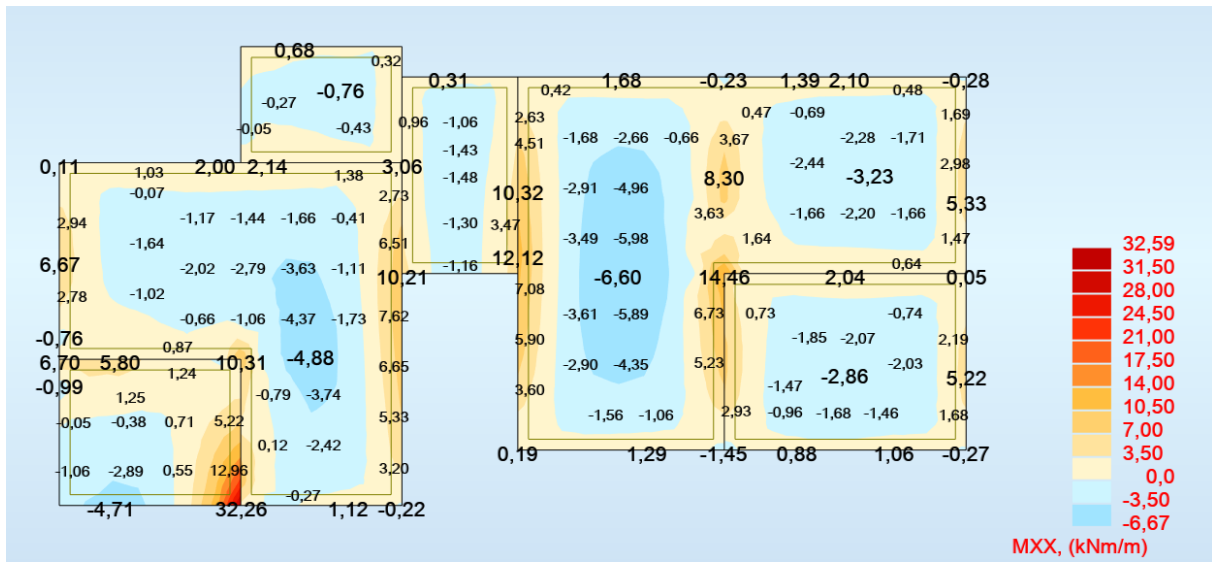 0,68
0,32
0,31 1,68 -0,23 1,39 2,10 -0,28
-0,27 -0,76 0,42 0,48
-0,05 -0,43 0,96 -1,06 2,63 0,47 -0,69 1,69
-1,68 -2,66 -0,66 3,67 -2,28 -1,71
-1,43 4,51
0,11 1,03 2,00 2,14 1,38 3,06 -2,44 2,98
-1,48 8,30 -3,23
-0,07 2,73 10,32 -2,91 -4,96
2,94 -1,17 -1,44 -1,66 -0,41 -1,30 3,47 3,63 -1,66 -2,20 -1,66 5,33
-1,64 6,51 -3,49 -5,98 1,64 1,47
6,67 -2,02 -2,79 -3,63 -1,11 -1,16 12,12 0,64
10,21 -6,60 14,46 2,04 0,05
2,78 -1,02 7,08
-0,66 -1,06 -4,37 -1,73 7,62 -3,61 -5,89 6,73 0,73 -0,74
-0,76 0,87 5,90 -1,85 -2,07 2,19
6,70 5,80 10,31 -4,88 6,65 -2,90 -4,35 5,23 -2,03
1,24 -2,86 5,22
-0,99 1,25 -0,79 -3,74 3,60 -1,47
-0,05 -0,38 0,71 5,22 5,33 -1,56 -1,06 2,93 -0,96 -1,68 -1,46 1,68
0,12 -2,42
0,19 1,29 -1,45 0,88 1,06 -0,27
-1,06 -2,89 0,55 12,96 3,20
-0,27
-4,71 32,26 1,12 -0,22
32,59
31,50
28,00
24,50
21,00
17,50
14,00
10,50
7,00
3,50
0,0
-3,50
-6,67
MXX, (kNm/m)